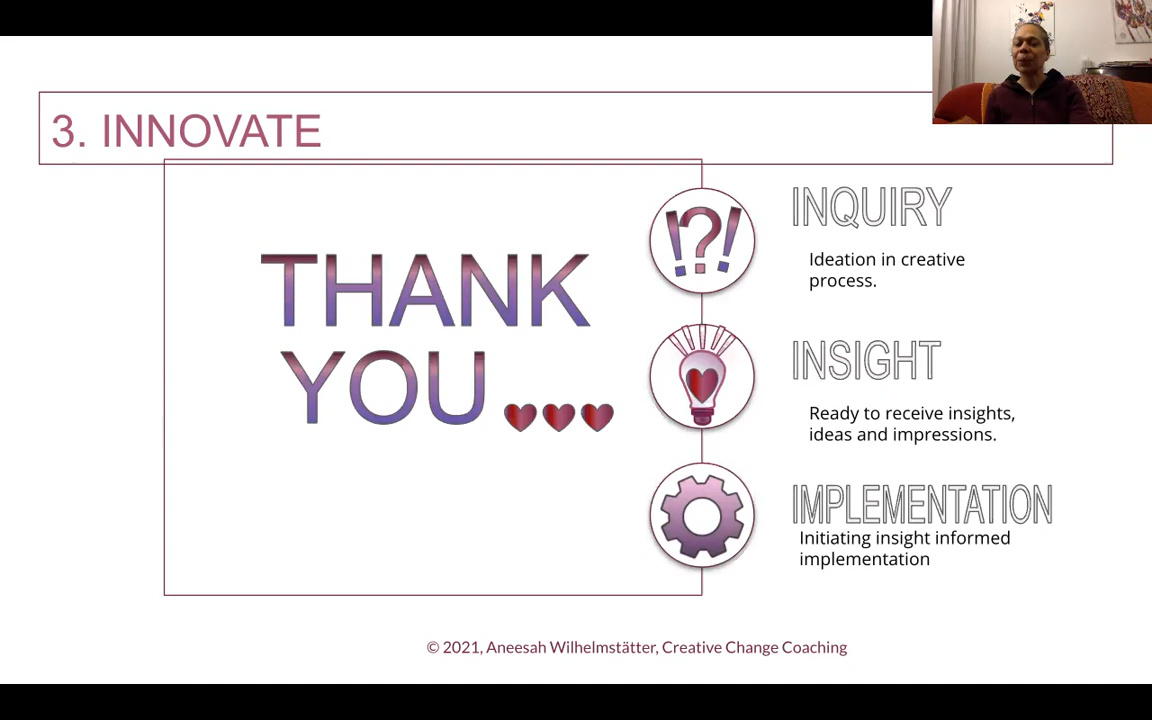 3. INNOVATE
THANK
YOU
!?!
INQUIRY
Ideation in creative
process.
INSIGHT
Ready to receive insights,
ideas and impressions.
IMPLEMENTATION
Initiating insight informed
implementation
© 2021, Aneesah Wilhelmstätter, Creative Change Coaching